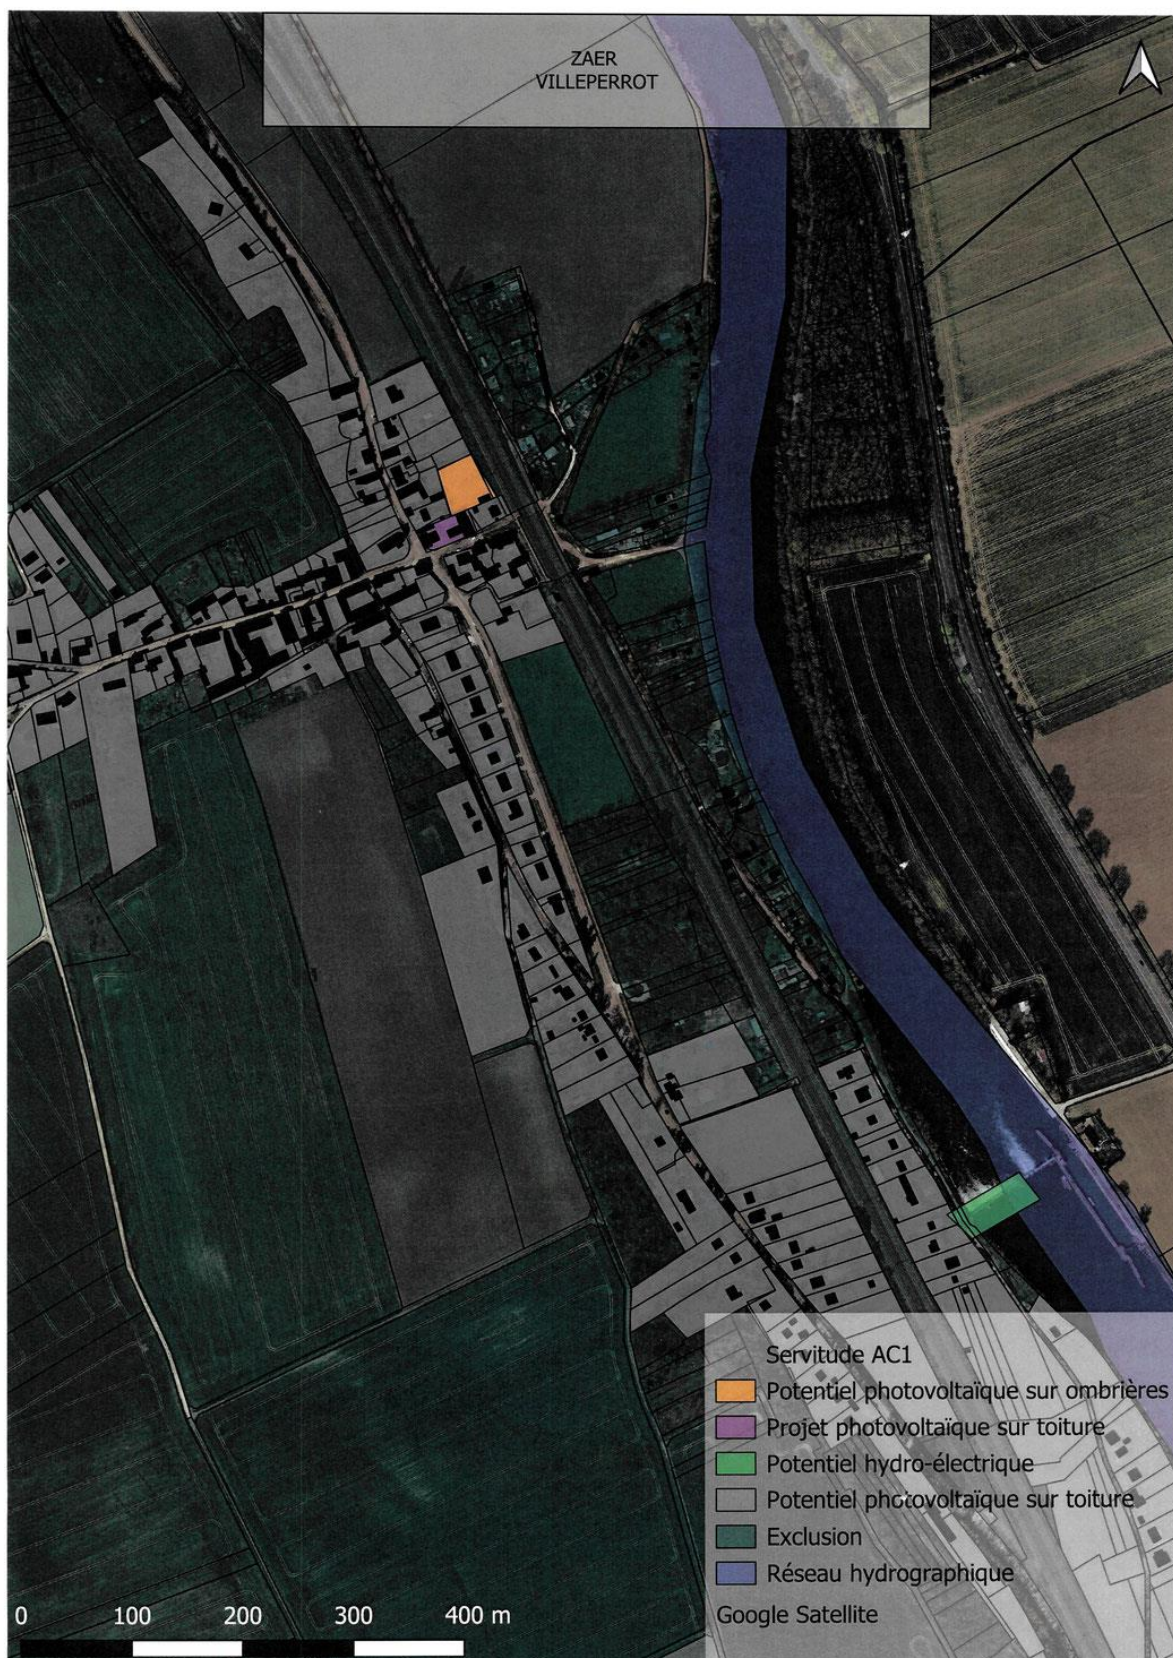 ZAER
VILLEPERROT
Servitude AC1
Potentiel photovoltaïque sur ombrières
Projet photovoltaïque sur toiture
Potentiel hydro-électrique
Potentiel photovoltaïque sur toiture
Exclusion
Réseau hydrographique
Google Satellite
0 100 200 300 400 m